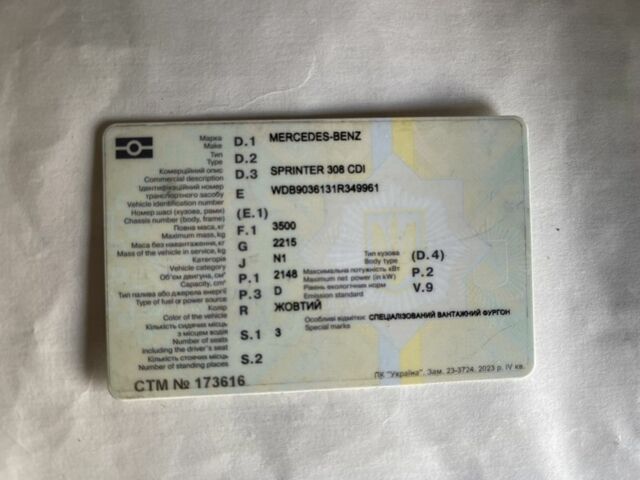 Марка
Make D.1 MERCEDES-BENZ
Тип
Type D.2
Комерційний опис
Commercial description D.3 SPRINTER 308 CDI
Ідентифікаційний номер
транспортного засобу E WDB9036131R349961
Vehicle identification number
Номер шасі (кузова, рами) (E.1)
Chassis number (body, frame)
Повна маса, кг F.1 3500
Maximum mass, kg
Маса без навантаження, кг G 2215
Mass of the vehicle in service, kg
Категорія J N1 Тип кузова (D.4)
Vehicle category Body type
Об'єм двигуна, см³ P.1 2148 Максимальна потужність кВт P.2
Capacity, cm³ Maximum net power (in kW)
Тип палива або джерела енергії P.3 D Рівень екологічних норм V.9
Type of fuel or power source Emission standard
Колір R ЖОВТИЙ
Color of the vehicle
Кількість сидячих місць
з місцем водія S.1 3 Особливі відмітки: СПЕЦІАЛІЗОВАНИЙ ВАНТАЖНИЙ ФУРГОН
Number of seats Special marks
including the driver's seat
Кількість стоячих місць S.2
Number of standing places
СТМ № 173616
ПК "Україна". Зам. 23-3724. 2023 р. IV кв.